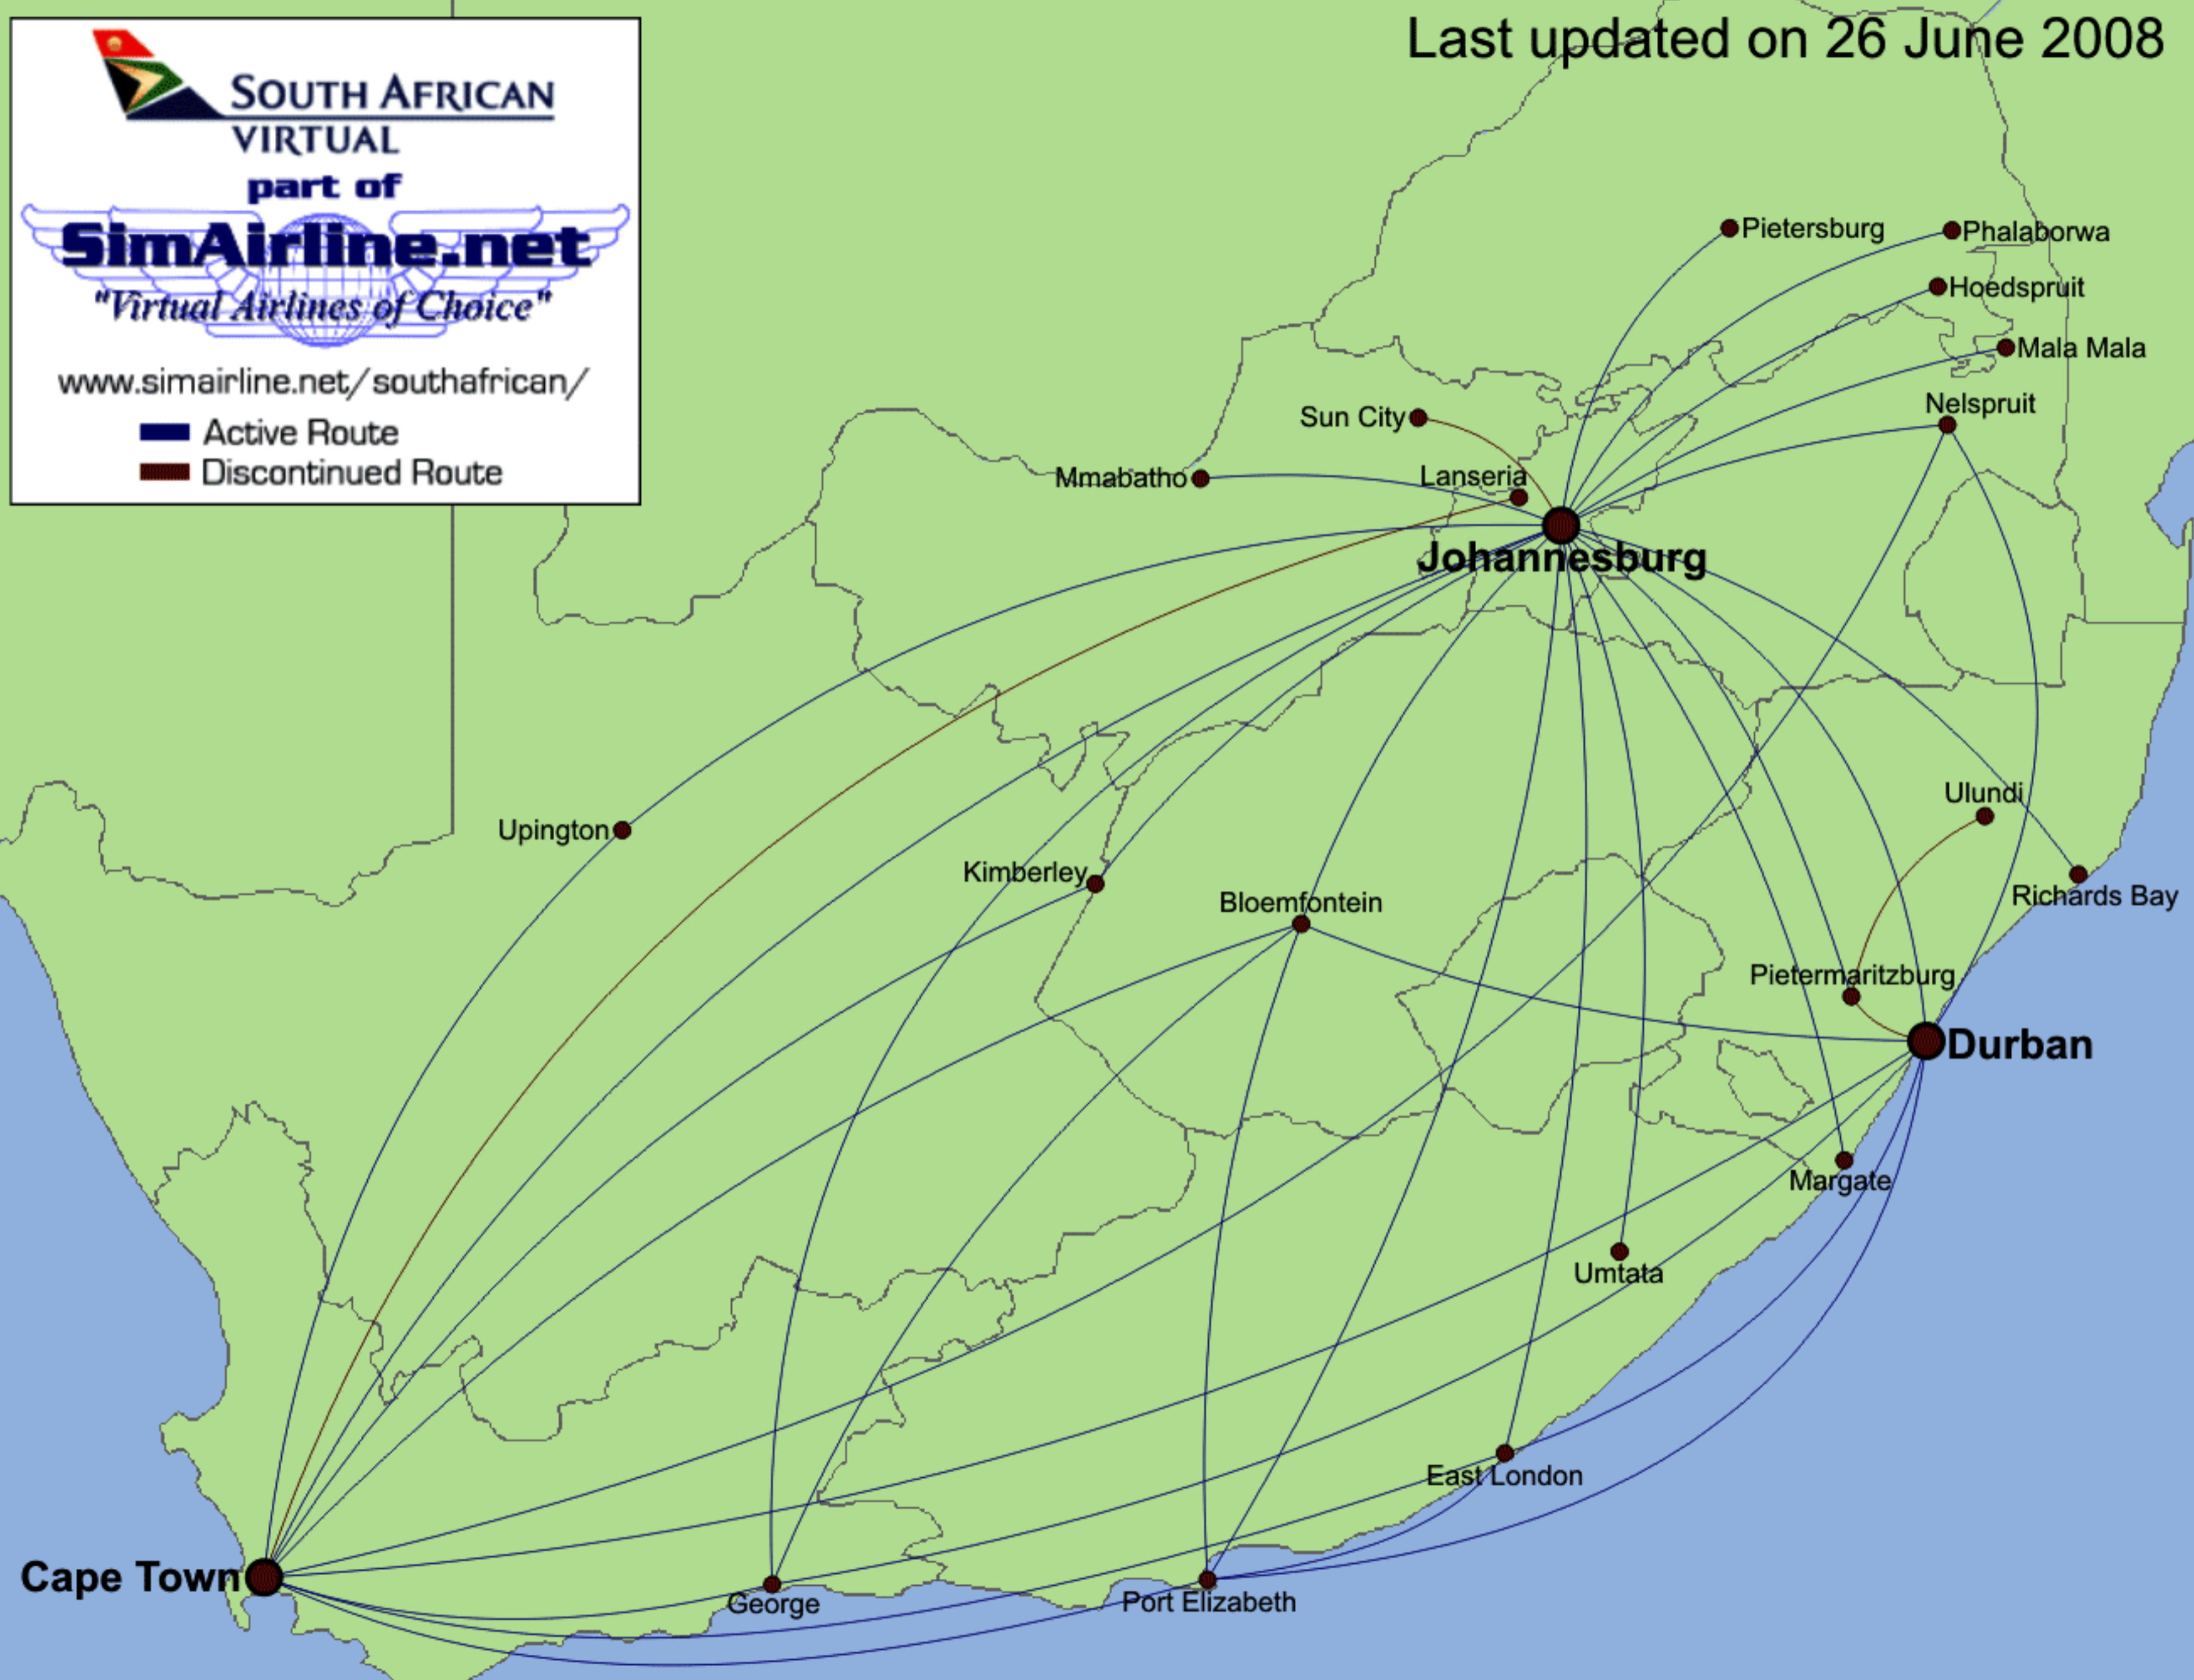 Last updated on 26 June 2008
SOUTH AFRICAN
VIRTUAL
part of
SimAirline.net
"Virtual Airlines of Choice"
www.simairline.net/southafrican/
Active Route
Discontinued Route
Pietersburg
Phalaborwa
Hoedspruit
Mala Mala
Nelspruit
Sun City
Mmabatho
Lanseria
Johannesburg
Ulundi
Upington
Kimberley
Richards Bay
Bloemfontein
Pietermaritzburg
Durban
Margate
Umtata
East London
Cape Town
George
Port Elizabeth